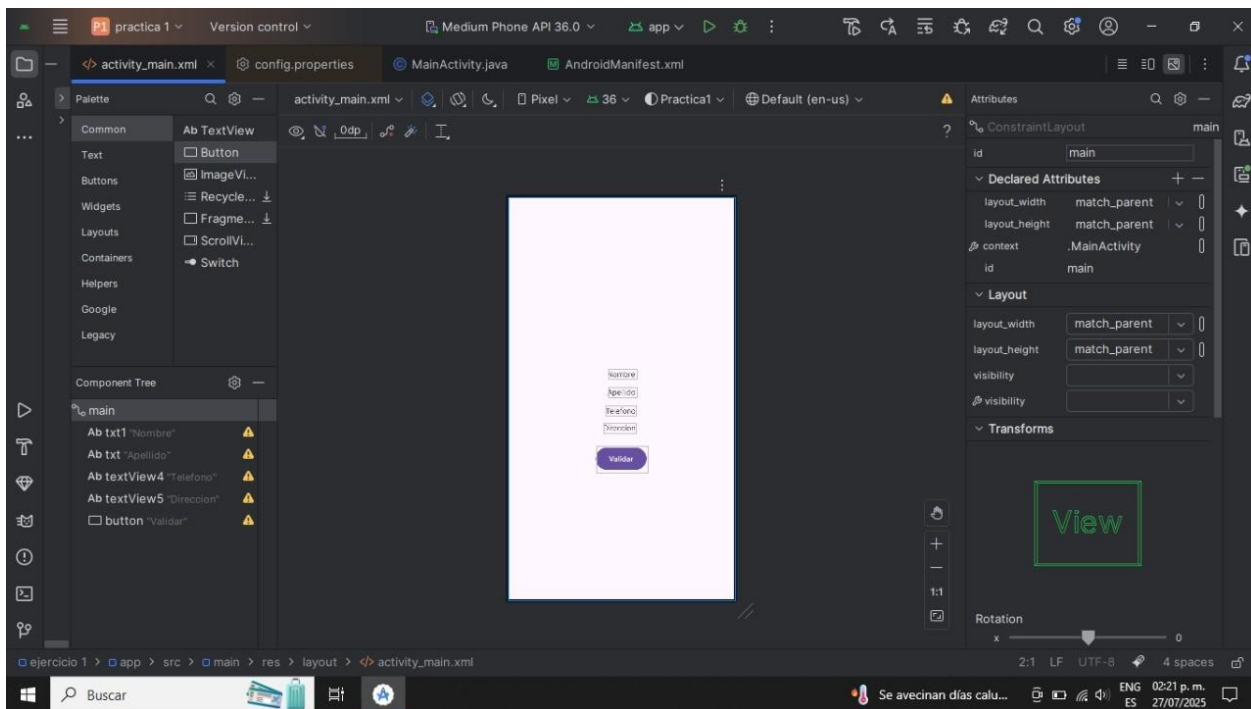 P1 practica 1 Version control Medium Phone API 36.0 app
activity_main.xml config.properties MainActivity.java AndroidManifest.xml
Palette
activity_main.xml Pixel 36 Practica1 Default (en-us)
Attributes
Common
Text
Buttons
Widgets
Layouts
Containers
Helpers
Google
Legacy
Ab TextView
Button
ImageVi...
Recycle...
Fragme...
ScrollVi...
Switch
0dp
?
Nombre
Apellido
Telefono
Direccion
Validar
1:1
Component Tree
main
Ab txt1 "Nombre"
Ab txt "Apellido"
Ab textView4 "Telefono"
Ab textView5 "Direccion"
button "Validar"
ConstraintLayout main
id main
Declared Attributes
layout_width match_parent
layout_height match_parent
context .MainActivity
id main
Layout
layout_width match_parent
layout_height match_parent
visibility
visibility
Transforms
View
Rotation
x 0
ejercicio 1 > app > src > main > res > layout > activity_main.xml 2:1 LF UTF-8 4 spaces
Buscar Se avecinan días calu... ENG 02:21 p. m.
ES 27/07/2025